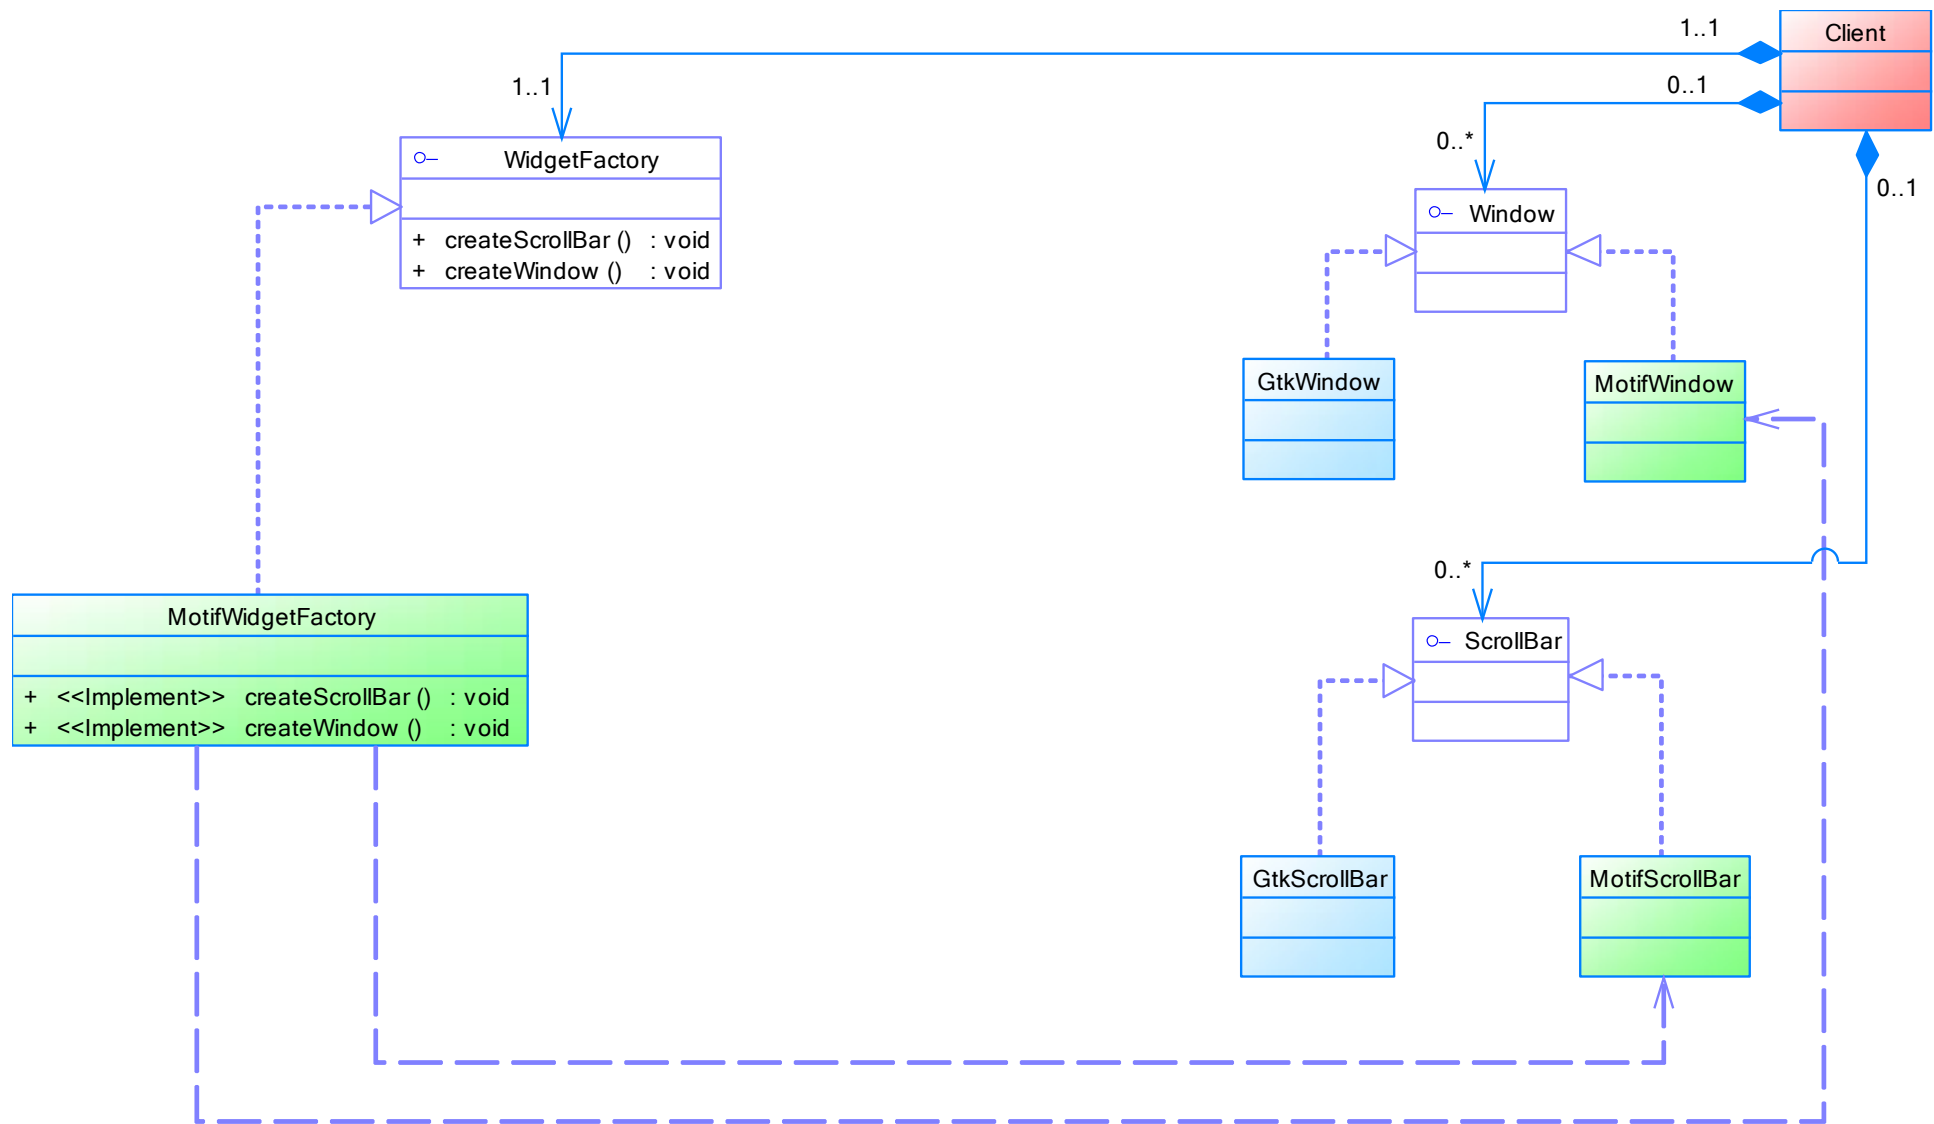 1..1
Client
0..1
1..1
0..*
WidgetFactory
0..1
Window
+ createScrollBar () : void
+ createWindow () : void
GtkWindow
MotifWindow
0..*
MotifWidgetFactory
ScrollBar
+ <<Implement>> createScrollBar () : void
+ <<Implement>> createWindow () : void
GtkScrollBar
MotifScrollBar